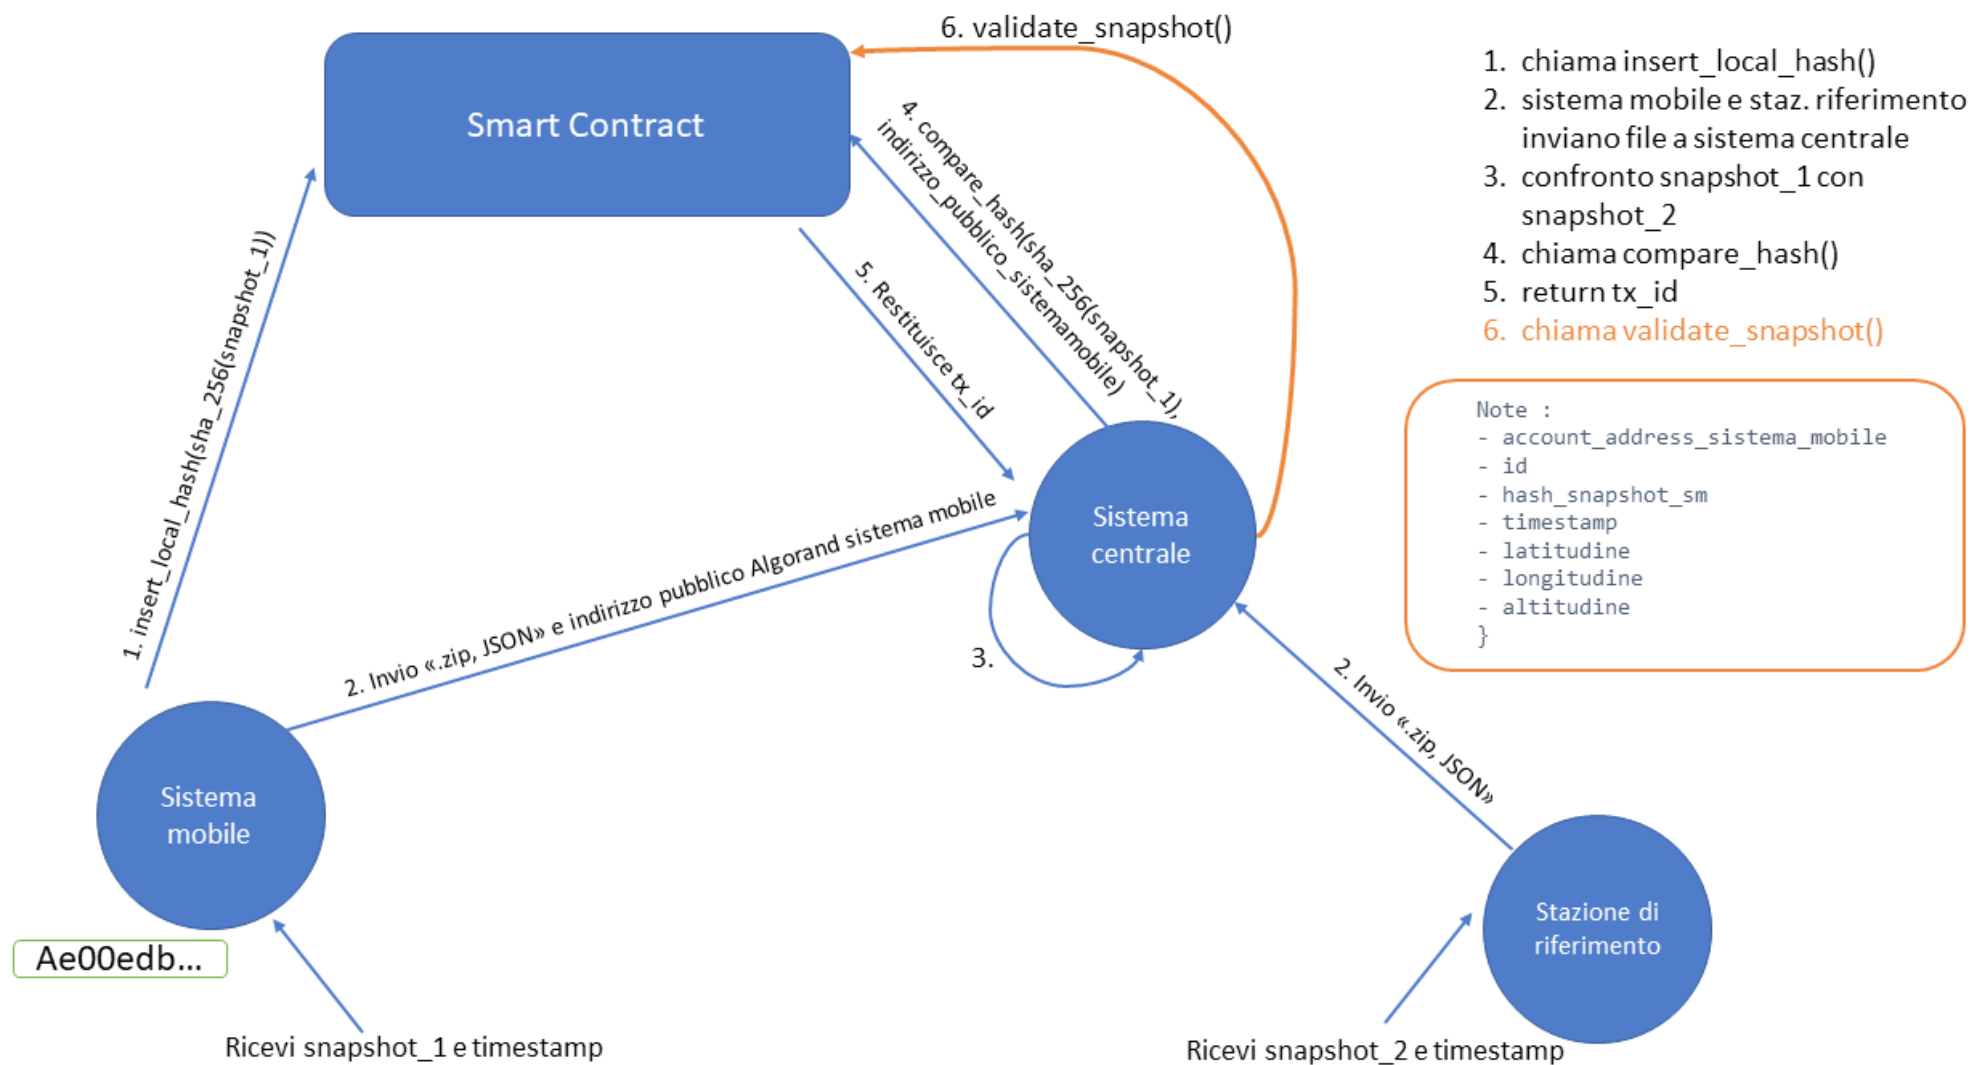 6. validate_snapshot()
Smart Contract
4. compare_hash(sha_256(snapshot_1),
indirizzo_pubblico_sistemamobile)
5. Restituisce tx_id
1. insert_local_hash(sha_256(snapshot_1))
2. Invio «.zip, JSON» e indirizzo pubblico Algorand sistema mobile
Sistema
centrale
3.
2. Invio «.zip, JSON»
Sistema
mobile
Ae00edb...
Ricevi snapshot_1 e timestamp
Stazione di
riferimento
Ricevi snapshot_2 e timestamp
1. chiama insert_local_hash()
2. sistema mobile e staz. riferimento
inviano file a sistema centrale
3. confronto snapshot_1 con
snapshot_2
4. chiama compare_hash()
5. return tx_id
6. chiama validate_snapshot()
Note :
- account_address_sistema_mobile
- id
- hash_snapshot_sm
- timestamp
- latitudine
- longitudine
- altitudine
}